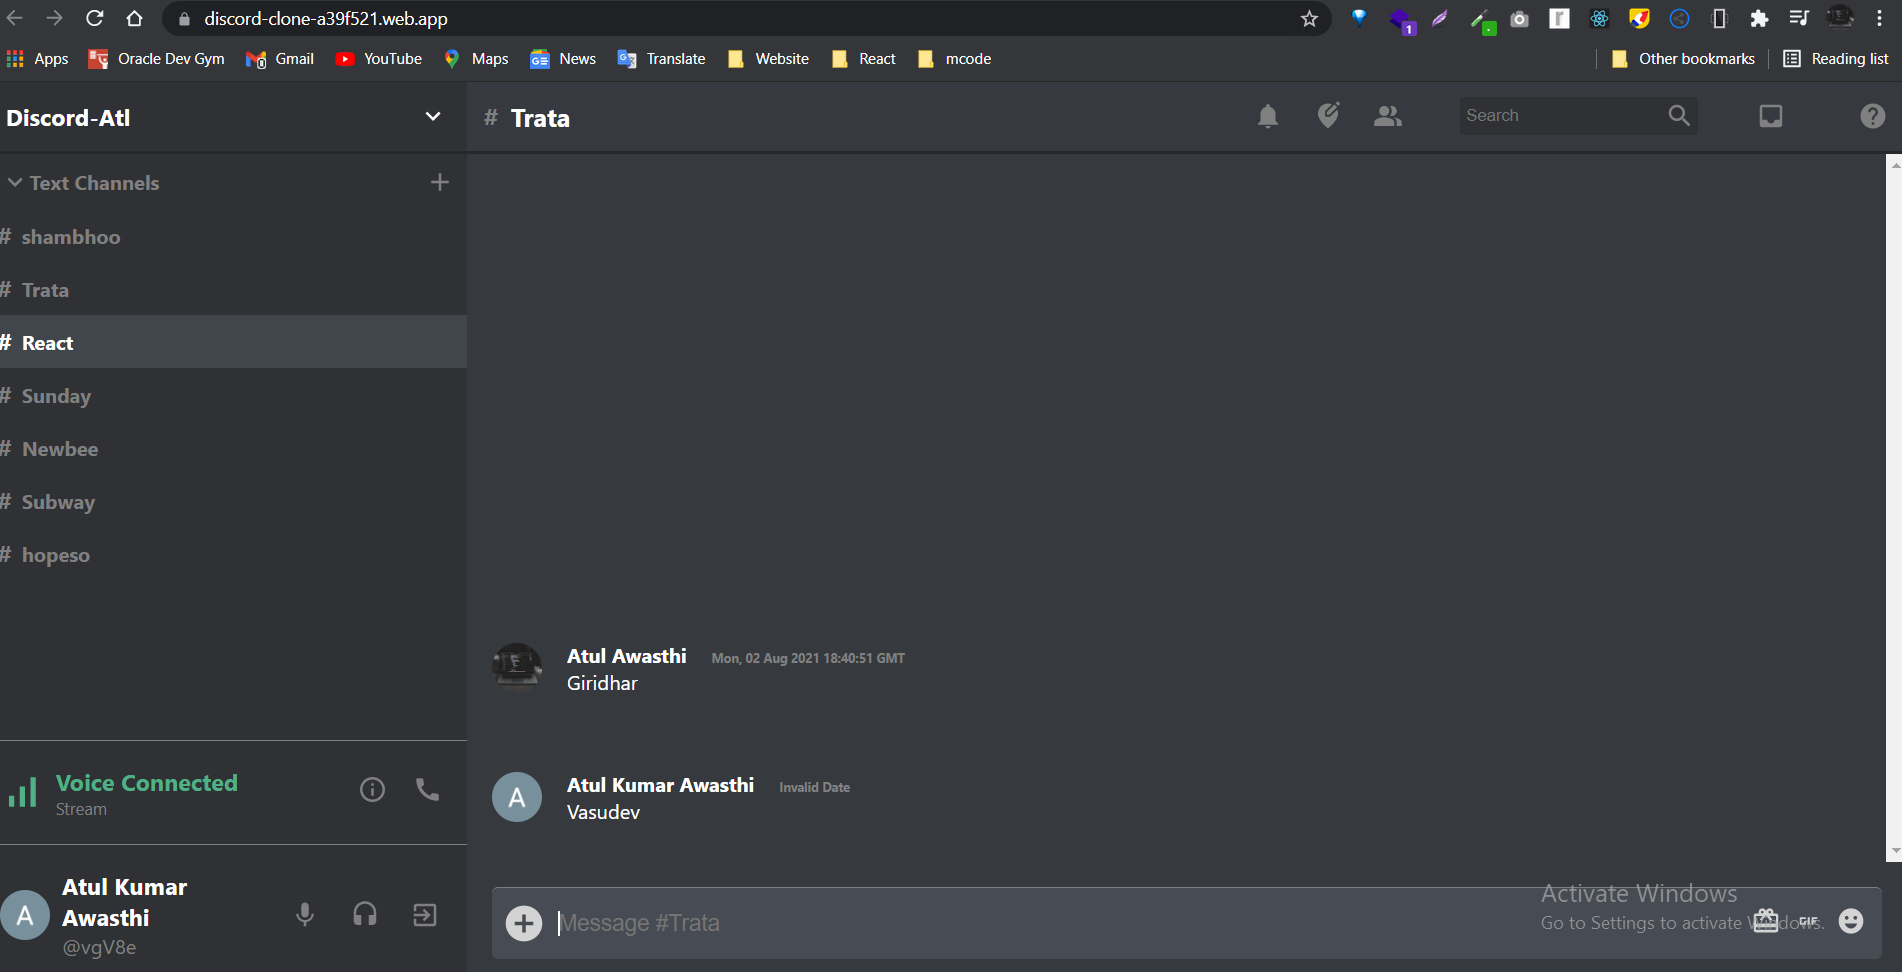 discord-clone-a39f521.web.app
1
Apps Oracle Dev Gym Gmail YouTube Maps News Translate Website React mcode Other bookmarks Reading list
Discord-Atl
# Trata
Search
Text Channels
# shambhoo
# Trata
# React
# Sunday
# Newbee
# Subway
# hopeso
Atul Awasthi Mon, 02 Aug 2021 18:40:51 GMT
Giridhar
A
Atul Kumar Awasthi Invalid Date
Vasudev
Voice Connected
Stream
A
Atul Kumar
Awasthi
@vgV8e
Message #Trata
GIF
Activate Windows
Go to Settings to activate Windows.